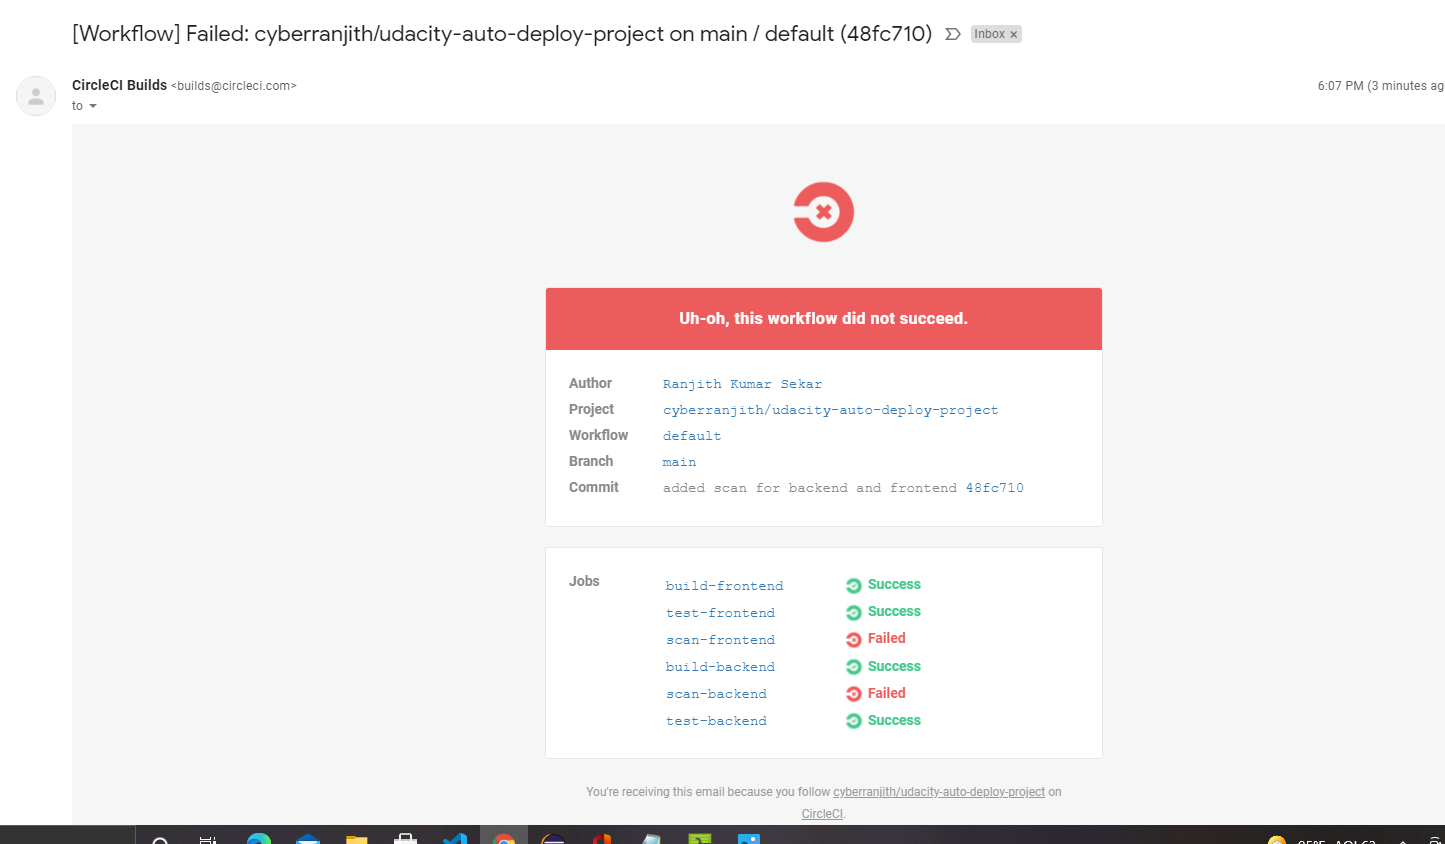 [Workflow] Failed: cyberranjith/udacity-auto-deploy-project on main / default (48fc710) Inbox ×
CircleCI Builds <builds@circleci.com> 6:07 PM (3 minutes ag
to
Uh-oh, this workflow did not succeed.
Author Ranjith Kumar Sekar
Project cyberranjith/udacity-auto-deploy-project
Workflow default
Branch main
Commit added scan for backend and frontend 48fc710
Jobs build-frontend Success
test-frontend Success
scan-frontend Failed
build-backend Success
scan-backend Failed
test-backend Success
You're receiving this email because you follow cyberranjith/udacity-auto-deploy-project on
CircleCI.